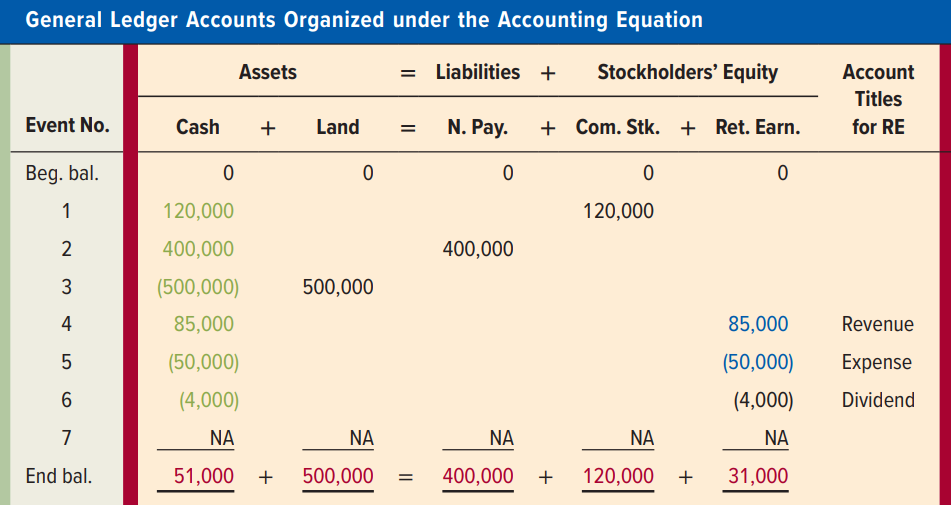 General Ledger Accounts Organized under the Accounting Equation
Assets = Liabilities + Stockholders’ Equity Account
Titles
Event No. Cash + Land = N. Pay. + Com. Stk. + Ret. Earn. for RE
Beg. bal. 0 0 0 0 0
1 120,000 120,000
2 400,000 400,000
3 (500,000) 500,000
4 85,000 85,000 Revenue
5 (50,000) (50,000) Expense
6 (4,000) (4,000) Dividend
7 NA NA NA NA NA
End bal. 51,000 + 500,000 = 400,000 + 120,000 + 31,000